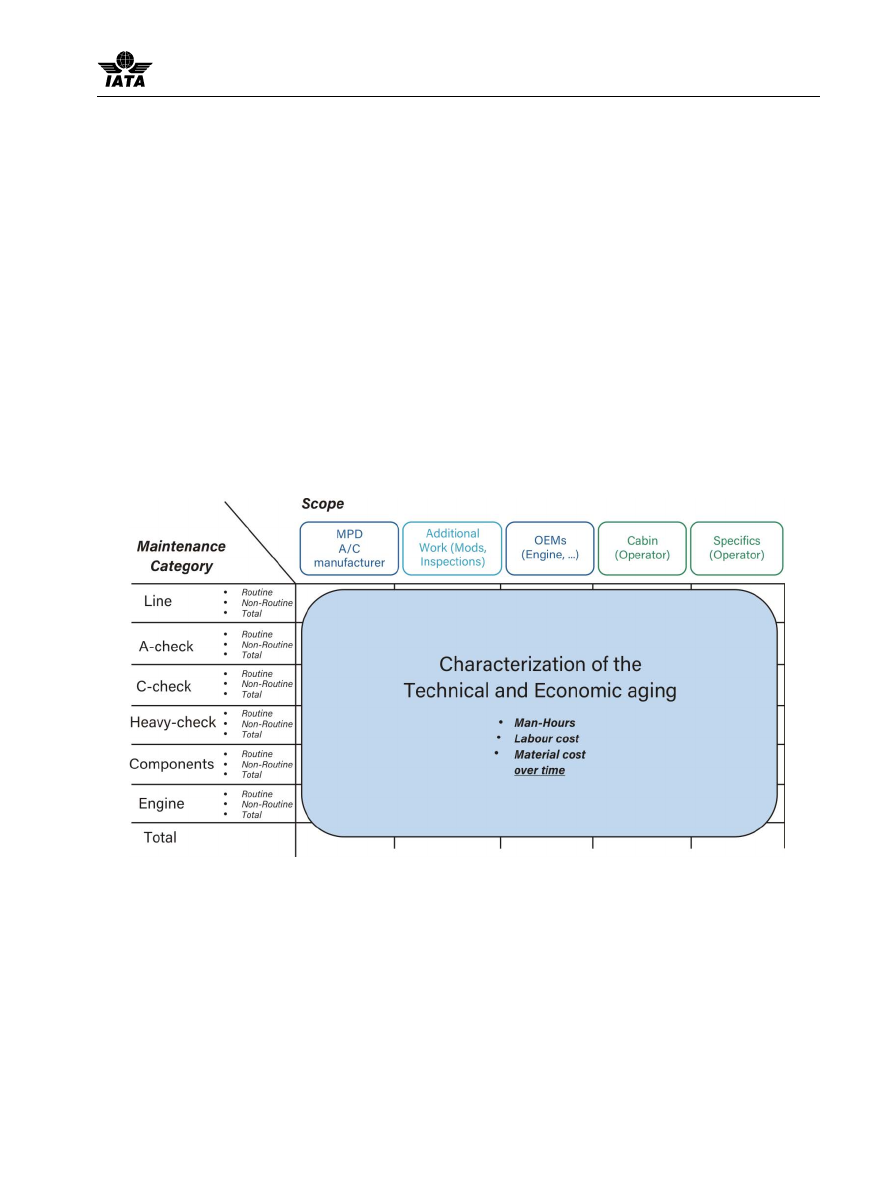 IATA
Scope
MPD
A/C
manufacturer
Additional
Work (Mods,
Inspections)
OEMs
(Engine, ...)
Cabin
(Operator)
Specifics
(Operator)
Maintenance
Category
Line
• Routine
• Non-Routine
• Total
A-check
• Routine
• Non-Routine
• Total
C-check
• Routine
• Non-Routine
• Total
Heavy-check
• Routine
• Non-Routine
• Total
Components
• Routine
• Non-Routine
• Total
Engine
• Routine
• Non-Routine
• Total
Total
Characterization of the
Technical and Economic aging
• Man-Hours
• Labour cost
• Material cost
over time